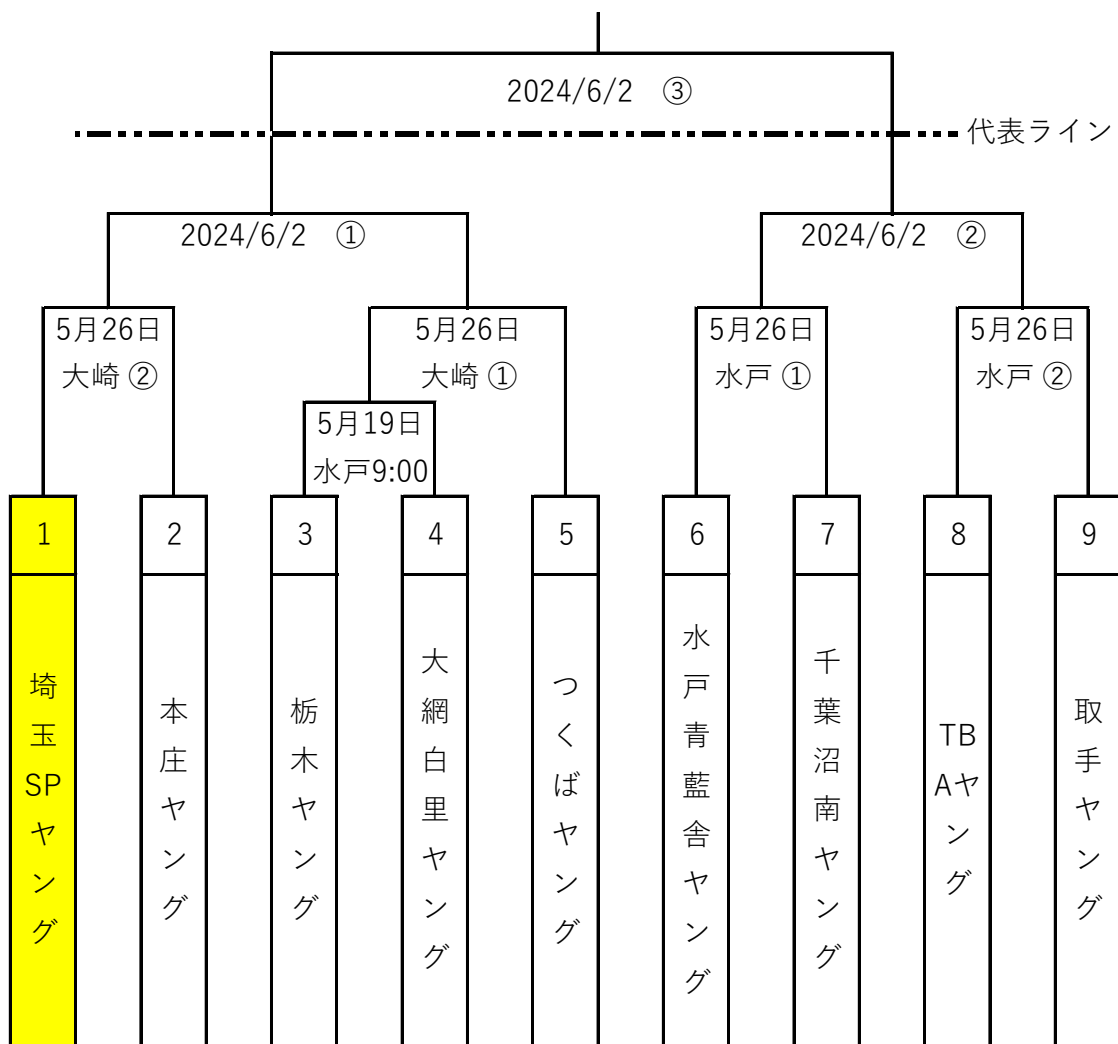 2024/6/2 ③
代表ライン
2024/6/2 ①
2024/6/2 ②
5月26日
大崎 ②
5月26日
大崎 ①
5月26日
水戸 ①
5月26日
水戸 ②
5月19日
水戸9:00
1
2
3
4
5
6
7
8
9
埼玉SPヤング
本庄ヤング
栃木ヤング
大網白里ヤング
つくばヤング
水戸青藍舎ヤング
千葉沼南ヤング
TBAヤング
取手ヤング